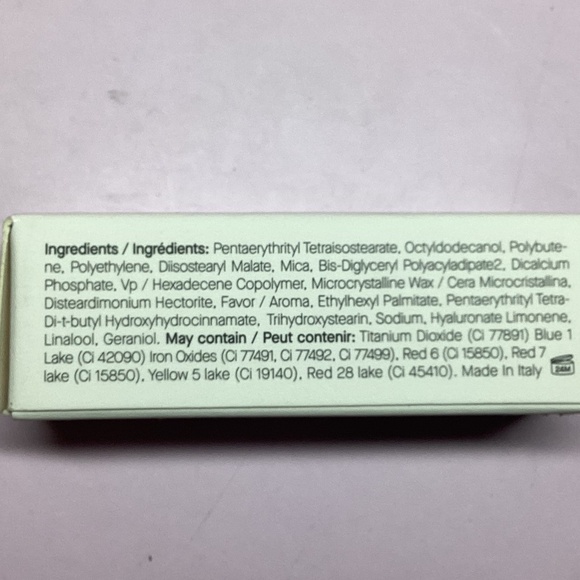 Ingredients / Ingrédients: Pentaerythrityl Tetraisostearate, Octyldodecanol, Polybute-
ne, Polyethylene, Diisostearyl Malate, Mica, Bis-Diglyceryl Polyacyladipate2, Dicalcium
Phosphate, Vp / Hexadecene Copolymer, Microcrystalline Wax / Cera Microcristallina,
Disteardimonium Hectorite, Favor / Aroma, Ethylhexyl Palmitate, Pentaerythrityl Tetra-
Di-t-butyl Hydroxyhydrocinnamate, Trihydroxystearin, Sodium, Hyaluronate Limonene,
Linalool, Geraniol. May contain / Peut contenir: Titanium Dioxide (Ci 77891) Blue 1
Lake (Ci 42090) Iron Oxides (Ci 77491, Ci 77492, Ci 77499), Red 6 (Ci 15850), Red 7
lake (Ci 15850), Yellow 5 lake (Ci 19140), Red 28 lake (Ci 45410). Made In Italy 24M